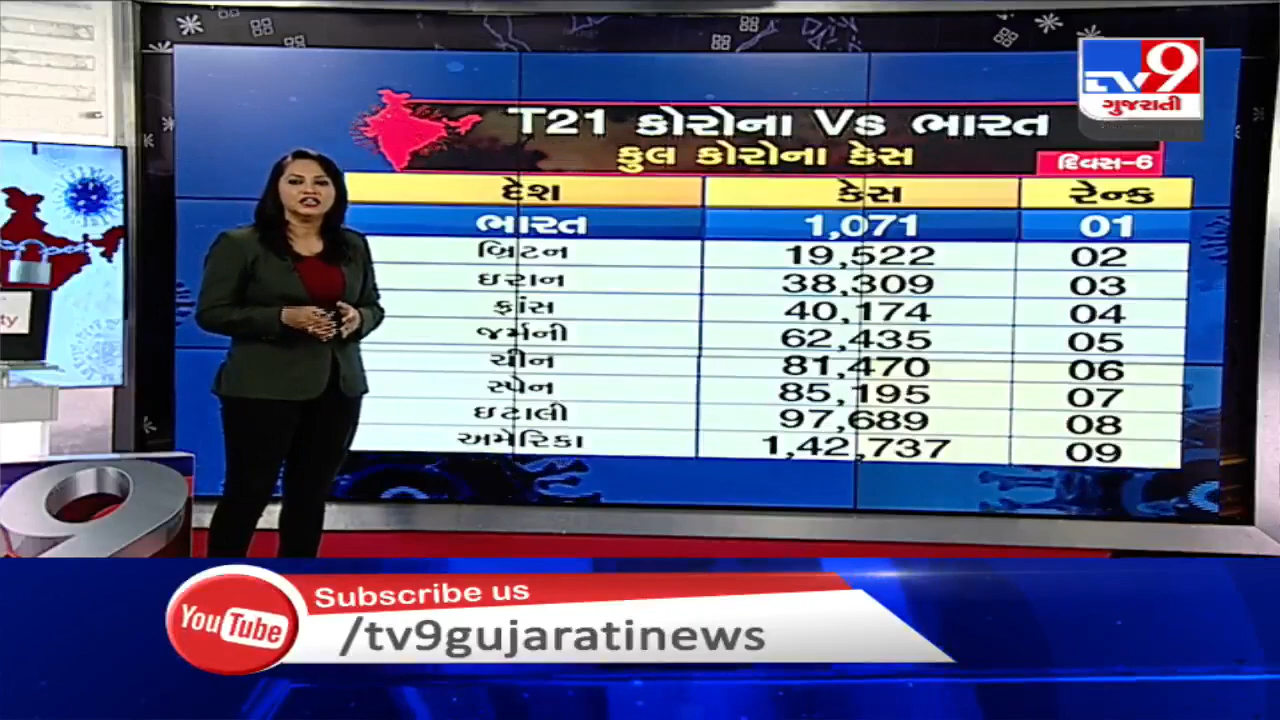 tv9
ગુજરાતી
T21 કોરોના Vs ભારત
કુલ કોરોના કેસ
દિવસ-6
દેશ કેસ રેન્ક
ભારત 1,071 01
બ્રિટન 19,522 02
ઇરાન 38,309 03
ફ્રાંસ 40,174 04
જર્મની 62,435 05
ચીન 81,470 06
સ્પેન 85,195 07
ઇટાલી 97,689 08
અમેરિકા 1,42,737 09
9
YouTube
Subscribe us
/tv9gujaratinews